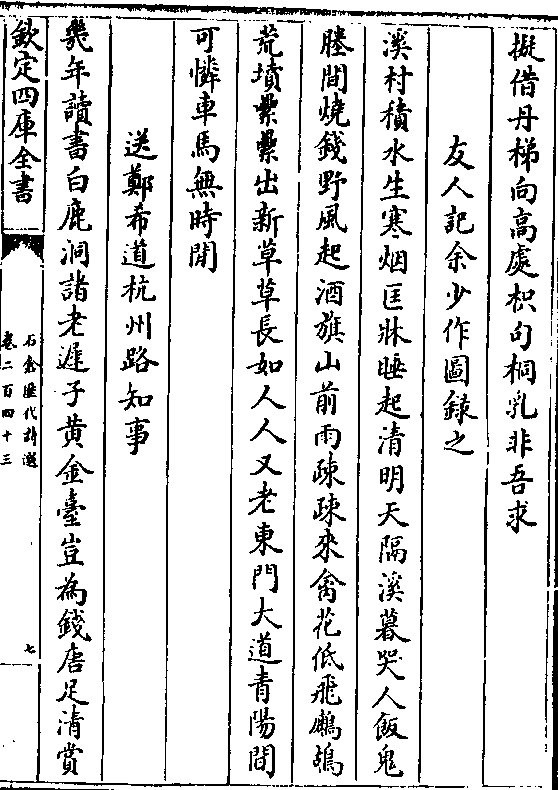 擬借丹梯向高處枳句桐乳非吾求
友人記余少作圖錄之
溪村積水生寒烟匡牀睡起清明天隔溪暮哭人飯鬼
塍間燒錢野風起酒旗山前雨疎疎來禽花低飛鷓鴣
荒墳纍纍出新草草長如人人又老東門大道青陽間
可憐車馬無時閒
送鄭希道杭州路知事
幾年讀書白鹿洞諸老遲子黄金臺豈為錢唐足清賞
欽定四庫全書
石倉歷代詩選
卷二百四十三
七